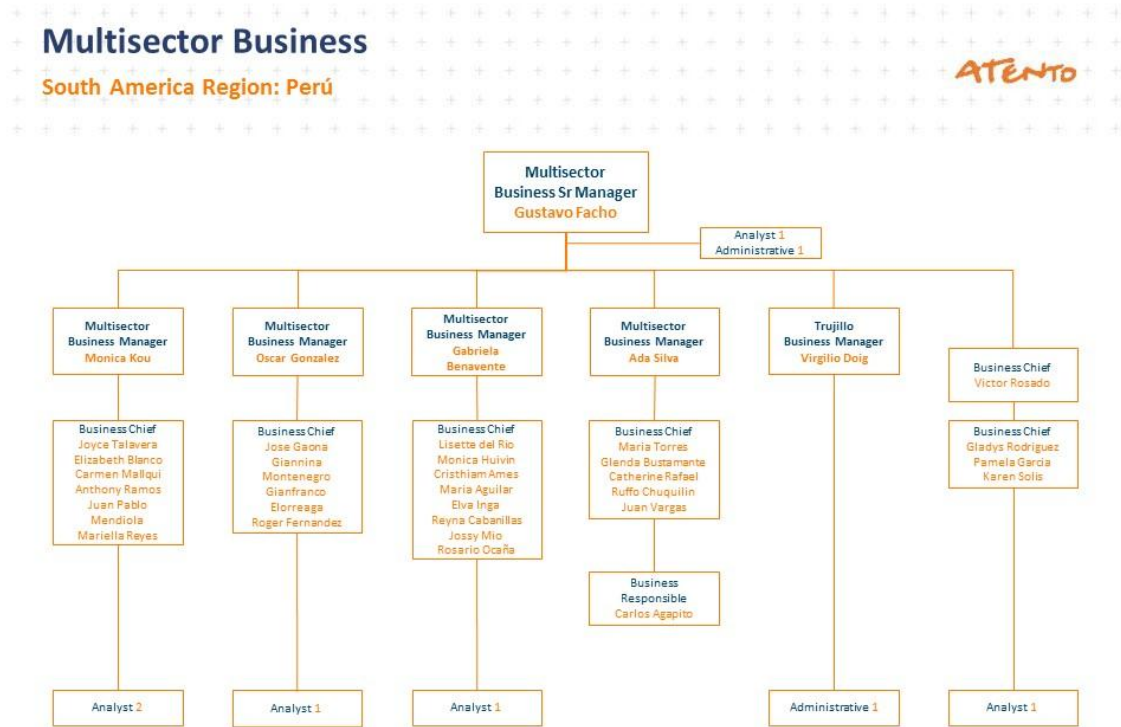 Multisector Business
South America Region: Perú
ATENTO
Multisector
Business Sr Manager
Gustavo Facho
Analyst 1
Administrative 1
Multisector
Business Manager
Monica Kou
Multisector
Business Manager
Oscar Gonzalez
Multisector
Business Manager
Gabriela
Benavente
Multisector
Business Manager
Ada Silva
Trujillo
Business Manager
Virgilio Doig
Business Chief
Victor Rosado
Business Chief
Joyce Talavera
Elizabeth Blanco
Carmen Mallqui
Anthony Ramos
Juan Pablo
Mendiola
Mariella Reyes
Business Chief
Jose Gaona
Giannina
Montenegro
Gianfranco
Elorreaga
Roger Fernandez
Business Chief
Lisette del Rio
Monica Huivin
Cristhiam Ames
Maria Aguilar
Elva Inga
Reyna Cabanillas
Jossy Mio
Rosario Ocaña
Business Chief
Maria Torres
Glenda Bustamante
Catherine Rafael
Ruffo Chuquilin
Juan Vargas
Business Chief
Gladys Rodriguez
Pamela Garcia
Karen Solis
Business
Responsible
Carlos Agapito
Analyst 2
Analyst 1
Analyst 1
Administrative 1
Analyst 1